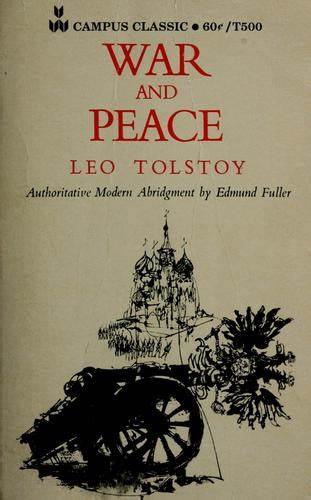 CAMPUS CLASSIC • 60¢/T500
WAR
AND
PEACE
LEO TOLSTOY
Authoritative Modern Abridgment by Edmund Fuller